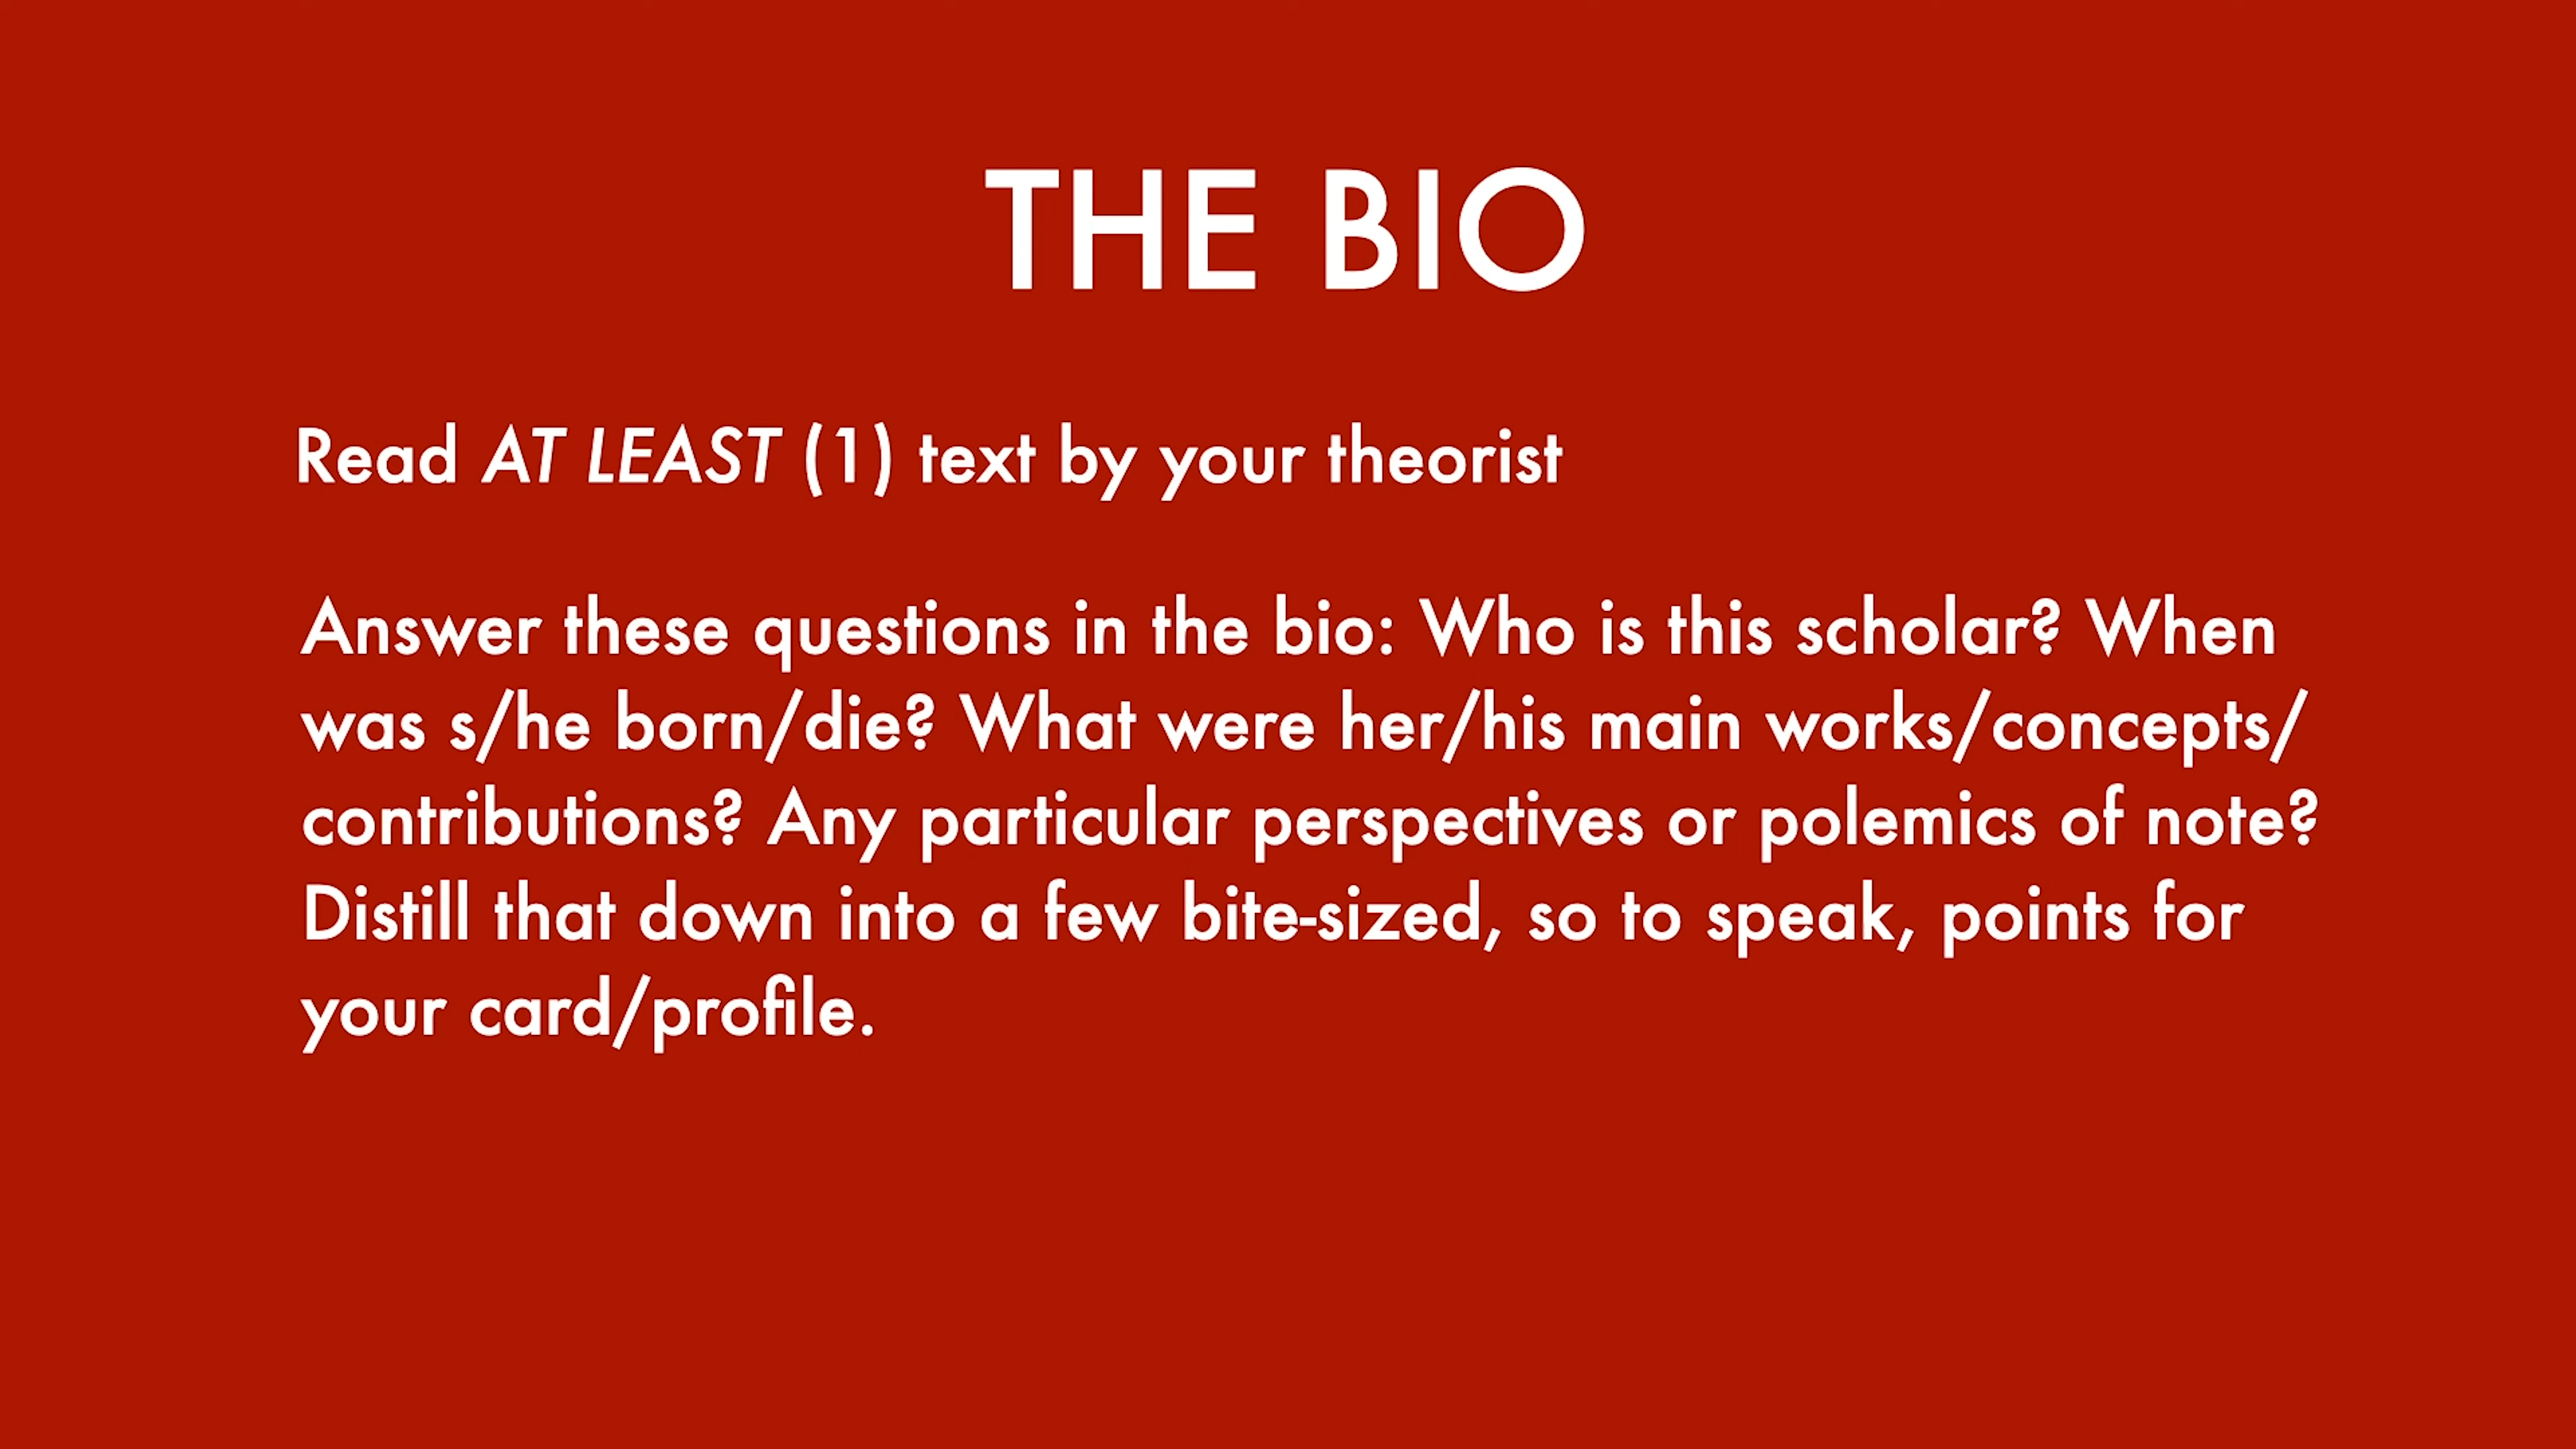 THE BIO
Read AT LEAST (1) text by your theorist
Answer these questions in the bio: Who is this scholar? When
was s/he born/die? What were her/his main works/concepts/
contributions? Any particular perspectives or polemics of note?
Distill that down into a few bite-sized, so to speak, points for
your card/profile.